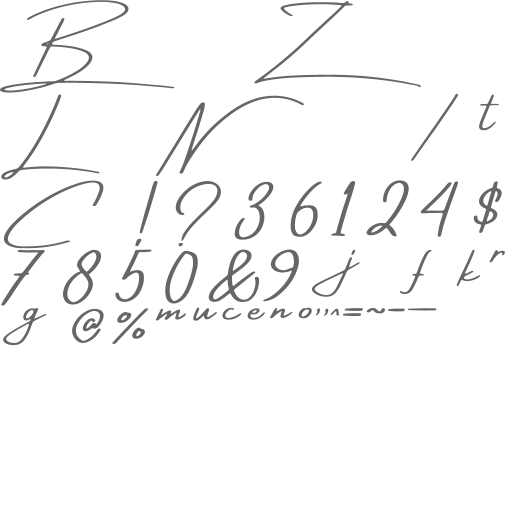 B Z
L N / t
C ! ? 3 6 1 2 4 $
7 8 5 0 & 9 j f k r
g @ % m u c e n o ' , ^ = ~ - —